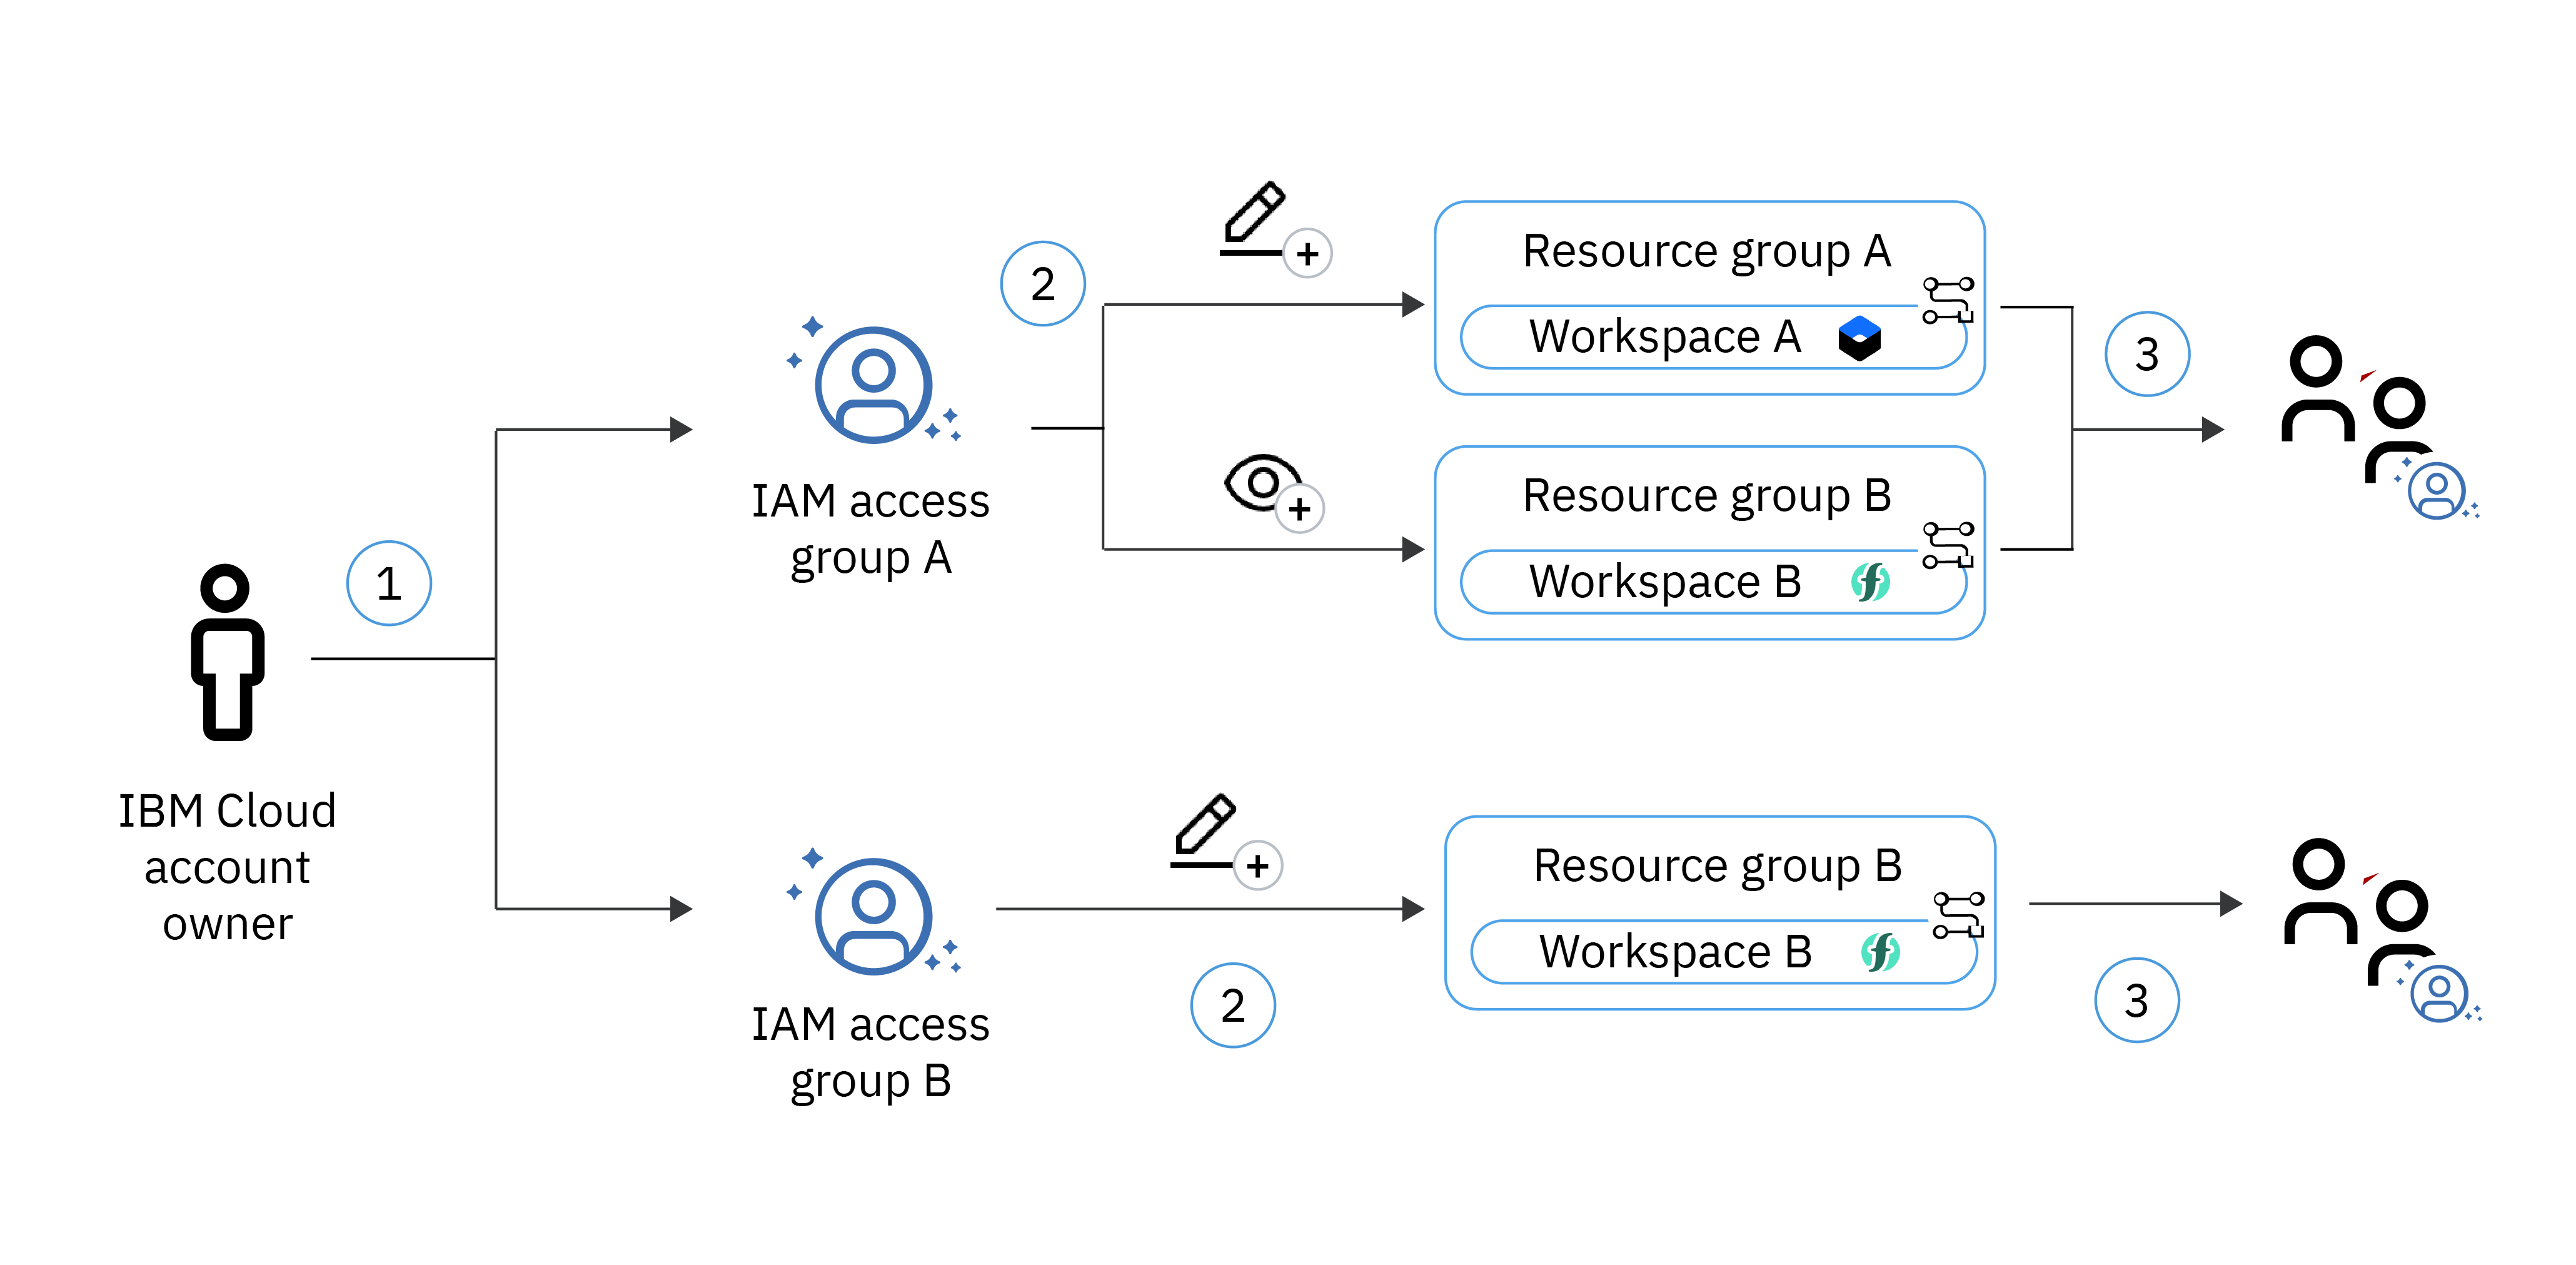 2
Resource group A
Workspace A
3
IAM access
group A
Resource group B
Workspace B
1
IBM Cloud
account
owner
Resource group B
Workspace B
2
3
IAM access
group B